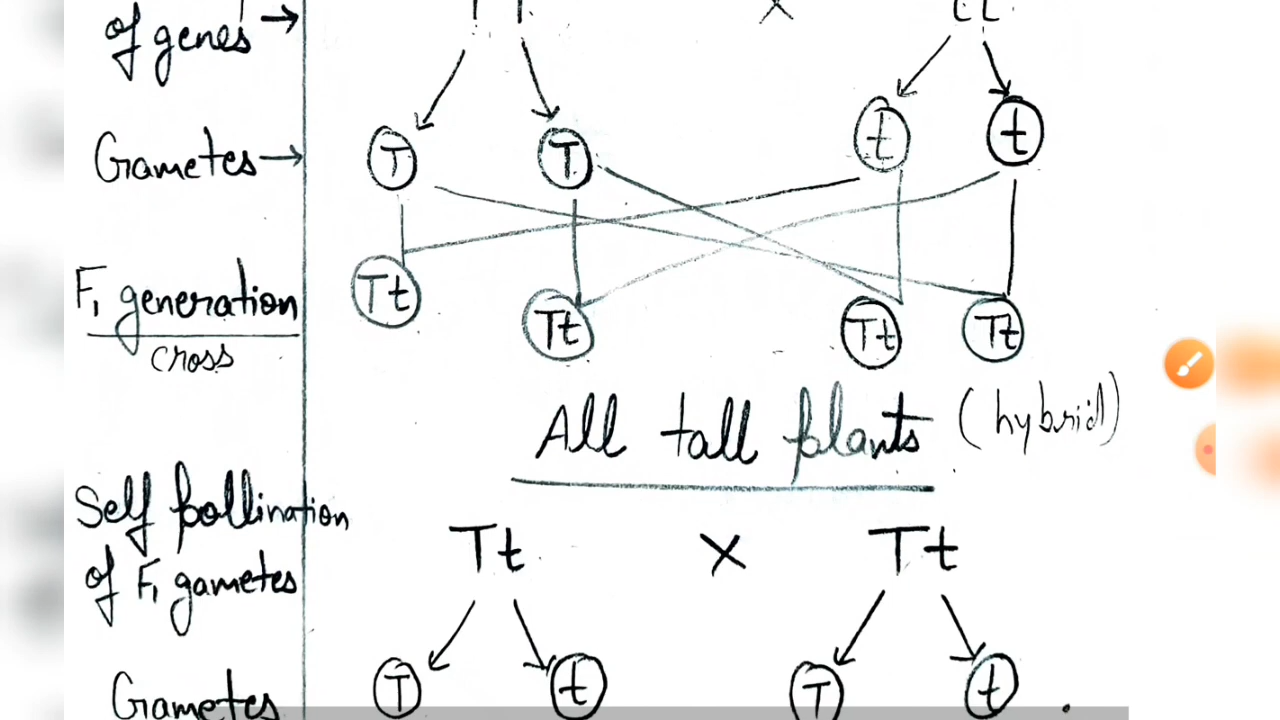 of genes → × tt
Gametes → T T t t
F₁ generation Tt Tt Tt Tt
cross
All tall plants (hybrid)
Self pollination Tt × Tt
of F₁ gametes
Gametes T t T t